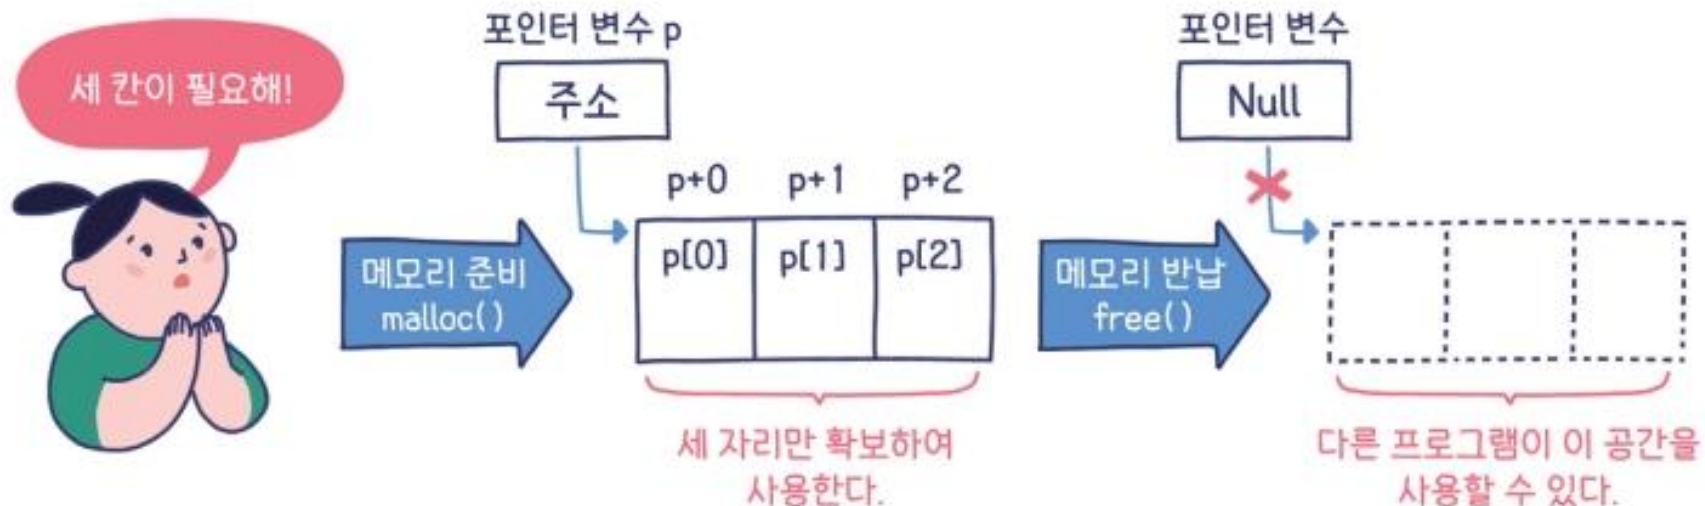 세 칸이 필요해!
포인터 변수 p
주소
p+0 p+1 p+2
p[0] p[1] p[2]
메모리 준비
malloc()
세 자리만 확보하여
사용한다.
메모리 반납
free()
포인터 변수
Null
다른 프로그램이 이 공간을
사용할 수 있다.